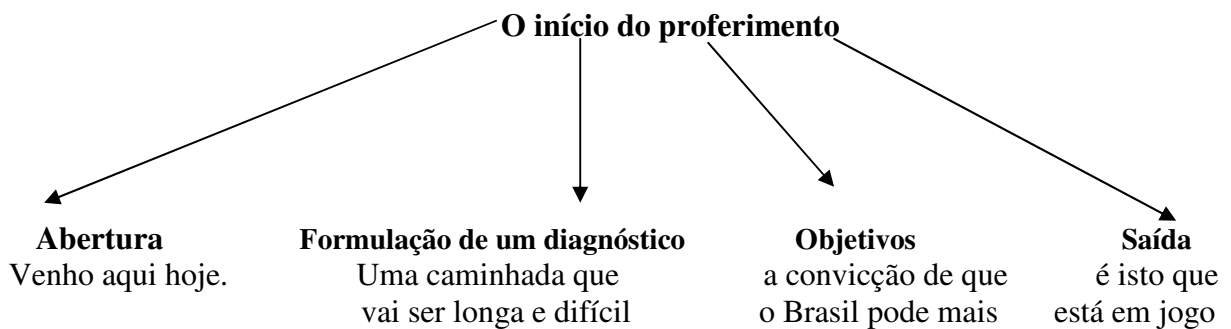 O início do proferimento
Abertura
Venho aqui hoje.
Formulação de um diagnóstico
Uma caminhada que
vai ser longa e difícil
Objetivos
a convicção de que
o Brasil pode mais
Saída
é isto que
está em jogo